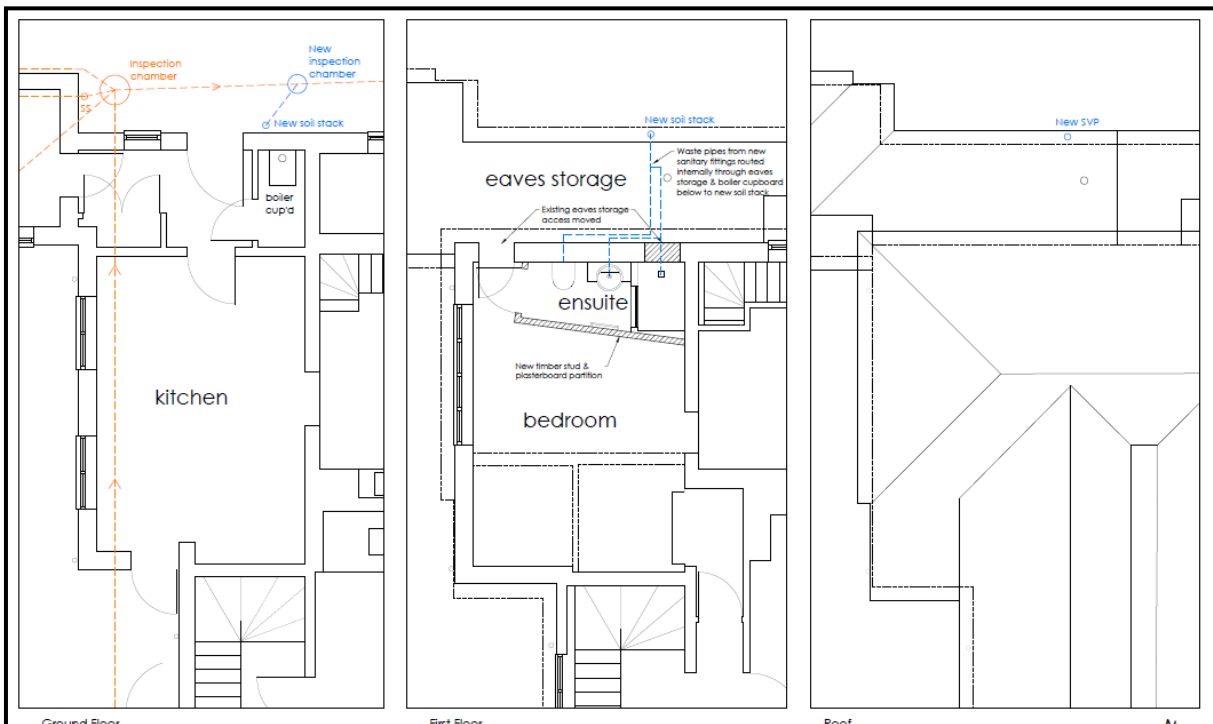 Inspection
chamber
New
inspection
chamber
SS
New soil stack
boiler
cup'd
kitchen
Ground Floor
New soil stack
Waste pipes from new
sanitary fittings routed
internally through eaves
storage & boiler cupboard
below to new soil stack
eaves storage
Existing eaves storage
access moved
ensuite
New timber stud &
plasterboard partition
bedroom
First Floor
New SVP
Roof